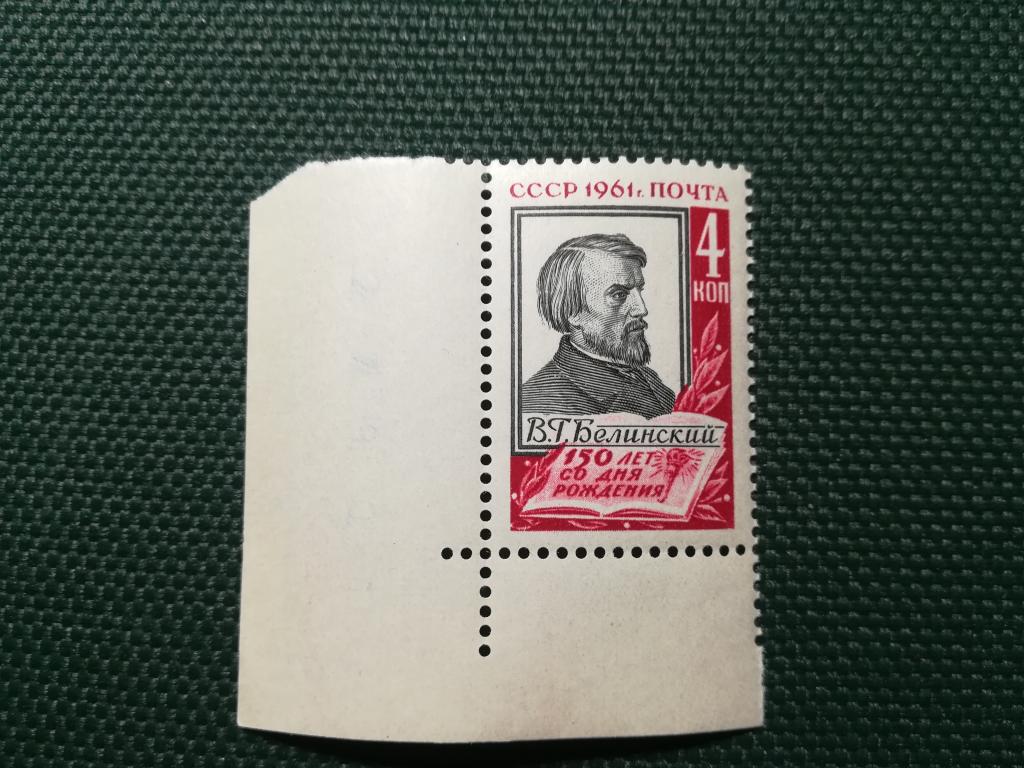 СССР 1961г. ПОЧТА
4
КОП
В.Г.Белинский
150 ЛЕТ
СО ДНЯ
РОЖДЕНИЯ